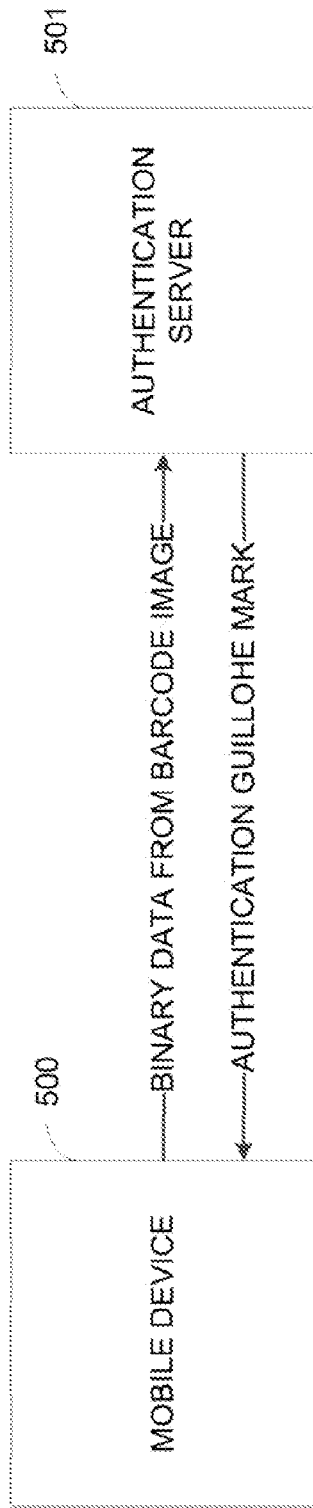 500
MOBILE DEVICE
BINARY DATA FROM BARCODE IMAGE
AUTHENTICATION GUILLOHE MARK
501
AUTHENTICATION
SERVER